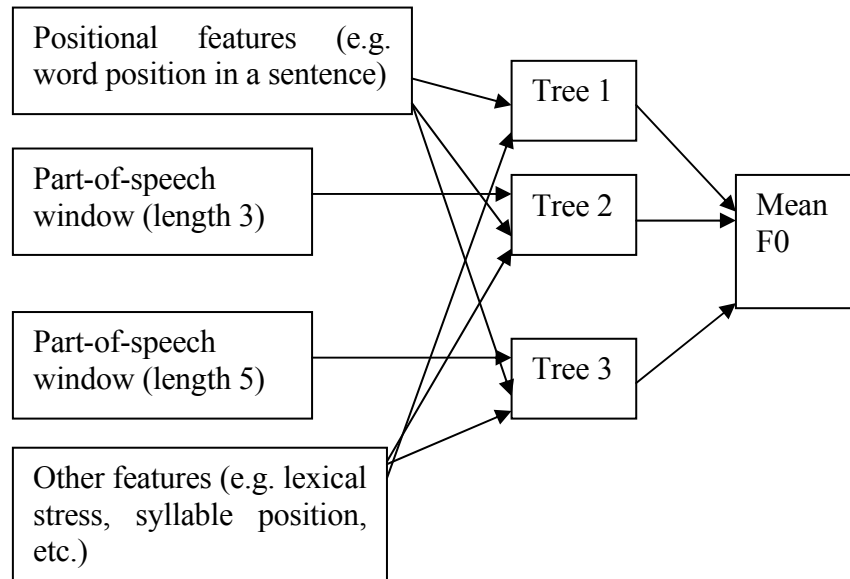 Positional features (e.g.
word position in a sentence)
Part-of-speech
window (length 3)
Part-of-speech
window (length 5)
Other features (e.g. lexical
stress, syllable position,
etc.)
Tree 1
Tree 2
Tree 3
Mean
F0